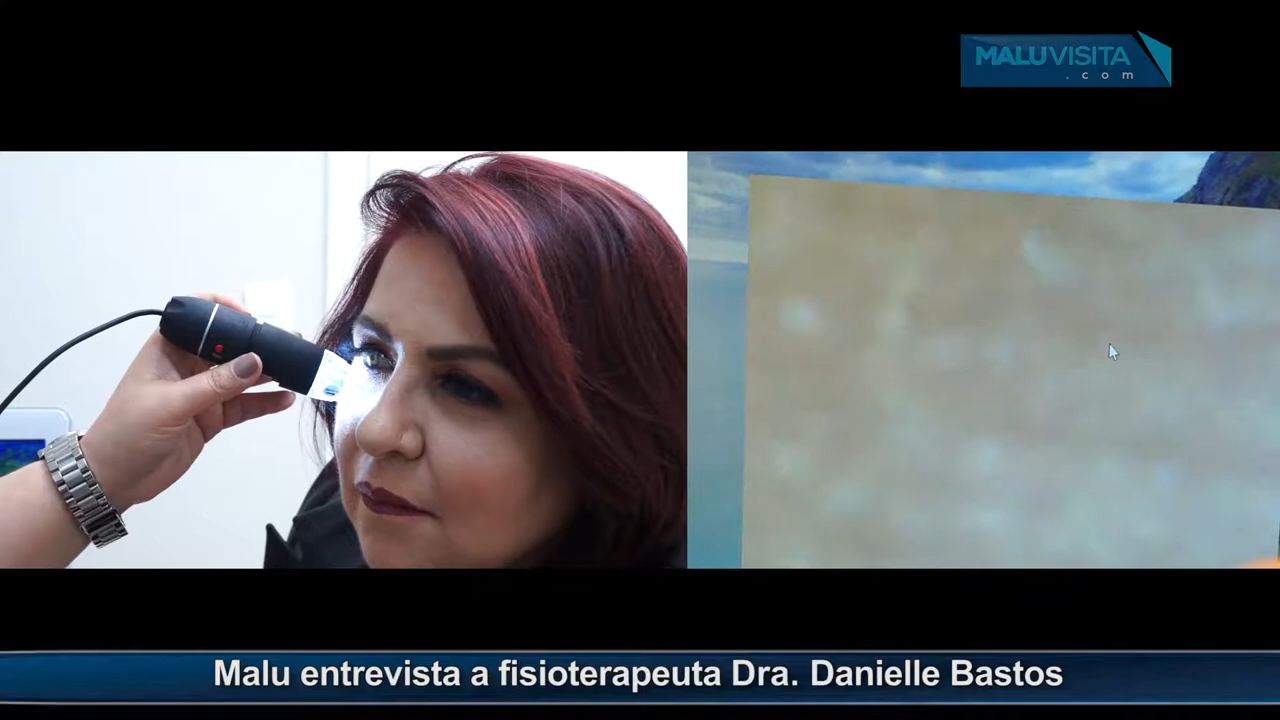 MALUVISITA
.com
Malu entrevista a fisioterapeuta Dra. Danielle Bastos